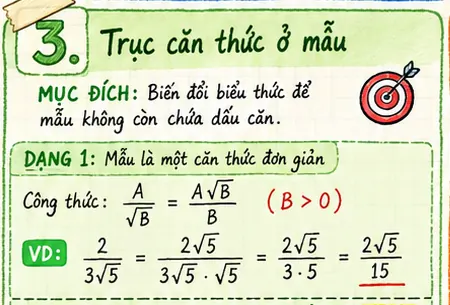 3. Trục căn thức ở mẫu
MỤC ĐÍCH: Biến đổi biểu thức để
mẫu không còn chứa dấu căn.
DẠNG 1: Mẫu là một căn thức đơn giản
Công thức: A/√B = A√B/B (B > 0)
VD: 2/3√5 = 2√5/3√5 · √5 = 2√5/3 · 5 = 2√5/15